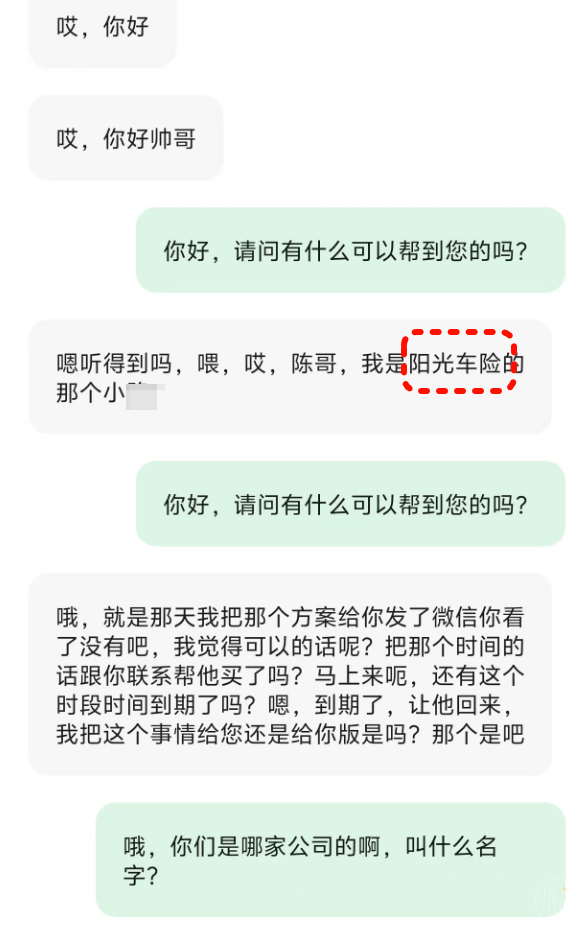 哎，你好
哎，你好帅哥
你好，请问有什么可以帮到您的吗？
嗯听得到吗，喂，哎，陈哥，我是阳光车险的
那个小
你好，请问有什么可以帮到您的吗？
哦，就是那天我把那个方案给你发了微信你看
了没有吧，我觉得可以的话呢？把那个时间的
话跟你联系帮他买了吗？马上来呃，还有这个
时段时间到期了吗？嗯，到期了，让他回来，
我把这个事情给您还是给你版是吗？那个是吧
哦，你们是哪家公司的啊，叫什么名
字？